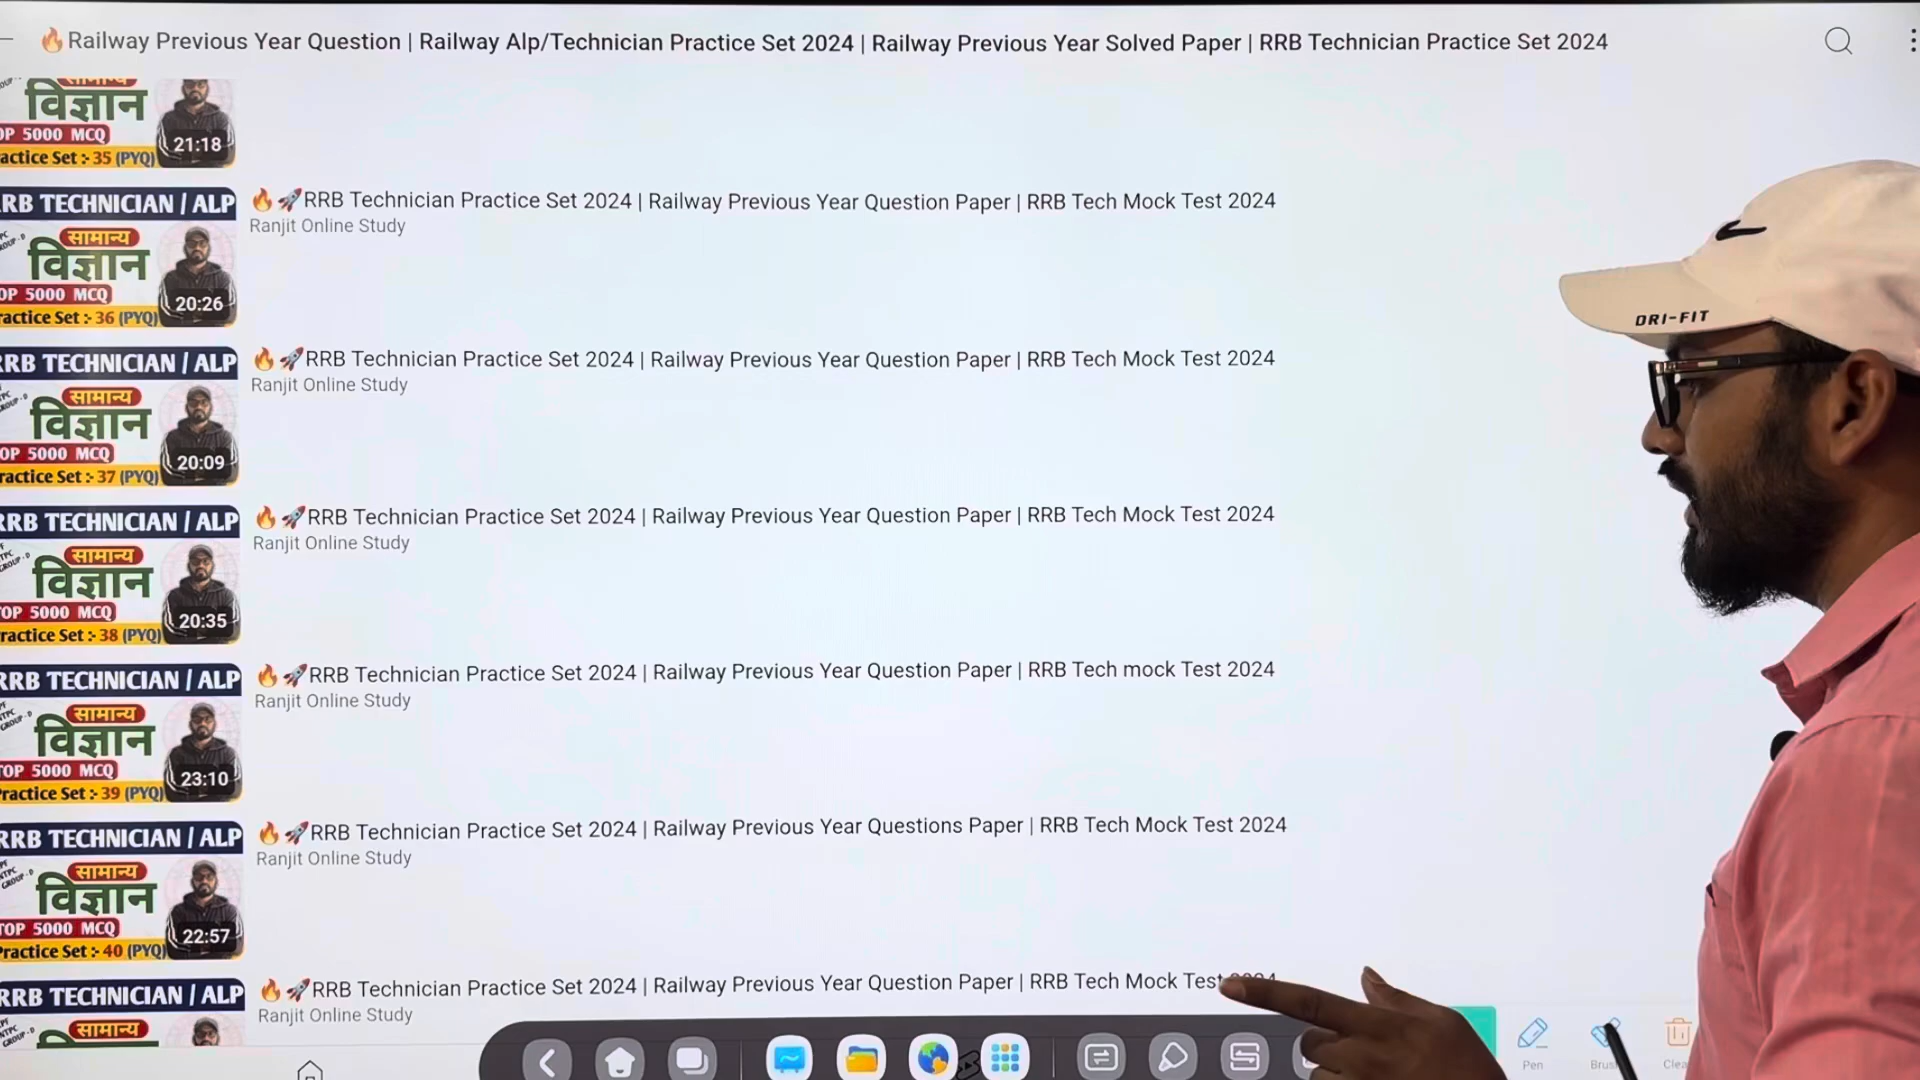 🔥Railway Previous Year Question | Railway Alp/Technician Practice Set 2024 | Railway Previous Year Solved Paper | RRB Technician Practice Set 2024
सामान्य
विज्ञान
OP 5000 MCQ
21:18
actice Set :- 35 (PYQ)
RB TECHNICIAN | ALP
🔥🚀RRB Technician Practice Set 2024 | Railway Previous Year Question Paper | RRB Tech Mock Test 2024
Ranjit Online Study
सामान्य
विज्ञान
OP 5000 MCQ
20:26
ractice Set :- 36 (PYQ)
RRB TECHNICIAN | ALP
🔥🚀RRB Technician Practice Set 2024 | Railway Previous Year Question Paper | RRB Tech Mock Test 2024
Ranjit Online Study
सामान्य
विज्ञान
OP 5000 MCQ
20:09
ractice Set :- 37 (PYQ)
RRB TECHNICIAN | ALP
🔥🚀RRB Technician Practice Set 2024 | Railway Previous Year Question Paper | RRB Tech Mock Test 2024
Ranjit Online Study
सामान्य
विज्ञान
OP 5000 MCQ
20:35
ractice Set :- 38 (PYQ)
RRB TECHNICIAN | ALP
🔥🚀RRB Technician Practice Set 2024 | Railway Previous Year Question Paper | RRB Tech mock Test 2024
Ranjit Online Study
सामान्य
विज्ञान
TOP 5000 MCQ
23:10
Practice Set :- 39 (PYQ)
RRB TECHNICIAN | ALP
🔥🚀RRB Technician Practice Set 2024 | Railway Previous Year Questions Paper | RRB Tech Mock Test 2024
Ranjit Online Study
NTPC
GROUP-D
सामान्य
विज्ञान
TOP 5000 MCQ
22:57
Practice Set :- 40 (PYQ)
RRB TECHNICIAN | ALP
🔥🚀RRB Technician Practice Set 2024 | Railway Previous Year Question Paper | RRB Tech Mock Test 2024
Ranjit Online Study
NTPC
GROUP-D
सामान्य
DRI-FIT
Pen
Brus
Clea